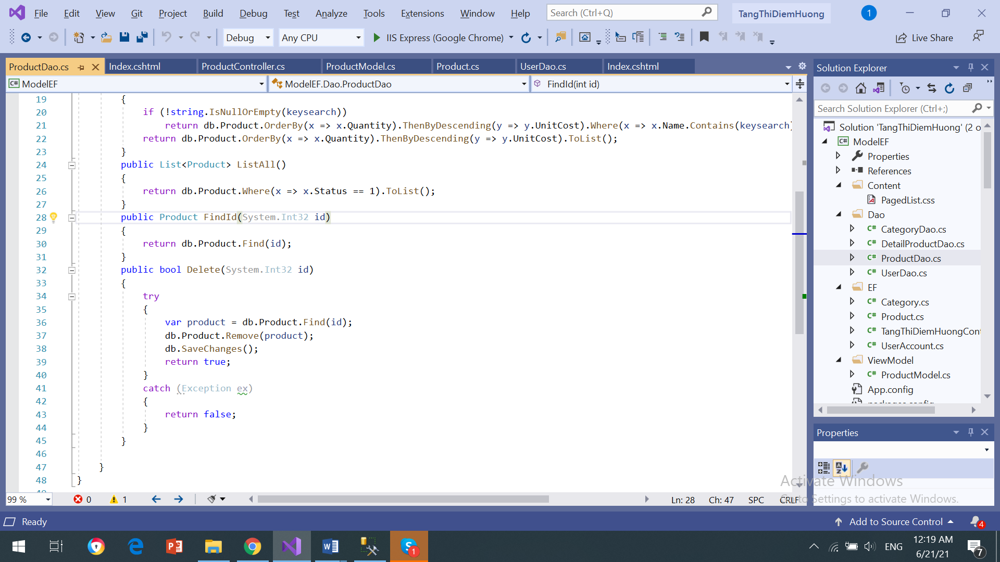 File Edit View Git Project Build Debug Test Analyze Tools Extensions Window Help Search (Ctrl+Q) TangThiDiemHuong 1
Debug Any CPU IIS Express (Google Chrome) Live Share
ProductDao.cs Index.cshtml ProductController.cs ProductModel.cs Product.cs UserDao.cs Index.cshtml
C# ModelEF ModelEF.Dao.ProductDao FindId(int id)
19 {
20 if (!string.IsNullOrEmpty(keysearch))
21 return db.Product.OrderBy(x => x.Quantity).ThenByDescending(y => y.UnitCost).Where(x => x.Name.Contains(keysearch)
22 return db.Product.OrderBy(x => x.Quantity).ThenByDescending(y => y.UnitCost).ToList();
23 }
24 public List<Product> ListAll()
25 {
26 return db.Product.Where(x => x.Status == 1).ToList();
27 }
28 public Product FindId(System.Int32 id)
29 {
30 return db.Product.Find(id);
31 }
32 public bool Delete(System.Int32 id)
33 {
34 try
35 {
36 var product = db.Product.Find(id);
37 db.Product.Remove(product);
38 db.SaveChanges();
39 return true;
40 }
41 catch (Exception ex)
42 {
43 return false;
44 }
45 }
46
47 }
48 }
99 % 0 1 Ln: 28 Ch: 47 SPC CRLF
Solution Explorer
Search Solution Explorer (Ctrl+;)
Solution 'TangThiDiemHuong' (2 o
C# ModelEF
Properties
References
Content
PagedList.css
Dao
C# CategoryDao.cs
C# DetailProductDao.cs
C# ProductDao.cs
C# UserDao.cs
EF
C# Category.cs
C# Product.cs
C# TangThiDiemHuongCon
C# UserAccount.cs
ViewModel
C# ProductModel.cs
App.config
Properties
Activate Windows
Go to Settings to activate Windows.
Ready Add to Source Control 4
ENG 12:19 AM
6/21/21 7
1